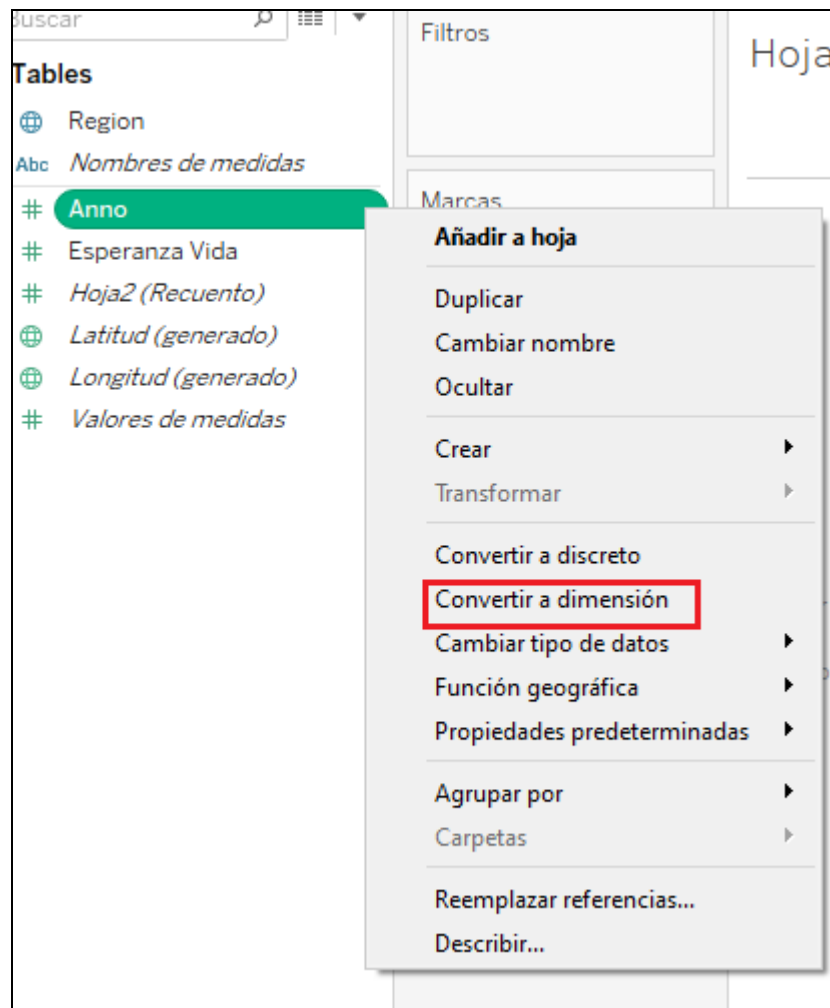 Buscar
Tables
Region
Abc Nombres de medidas
Anno
Esperanza Vida
Hoja2 (Recuento)
Latitud (generado)
Longitud (generado)
Valores de medidas
Filtros
Marcas
Hoja
Añadir a hoja
Duplicar
Cambiar nombre
Ocultar
Crear
Transformar
Convertir a discreto
Convertir a dimensión
Cambiar tipo de datos
Función geográfica
Propiedades predeterminadas
Agrupar por
Carpetas
Reemplazar referencias...
Describir...